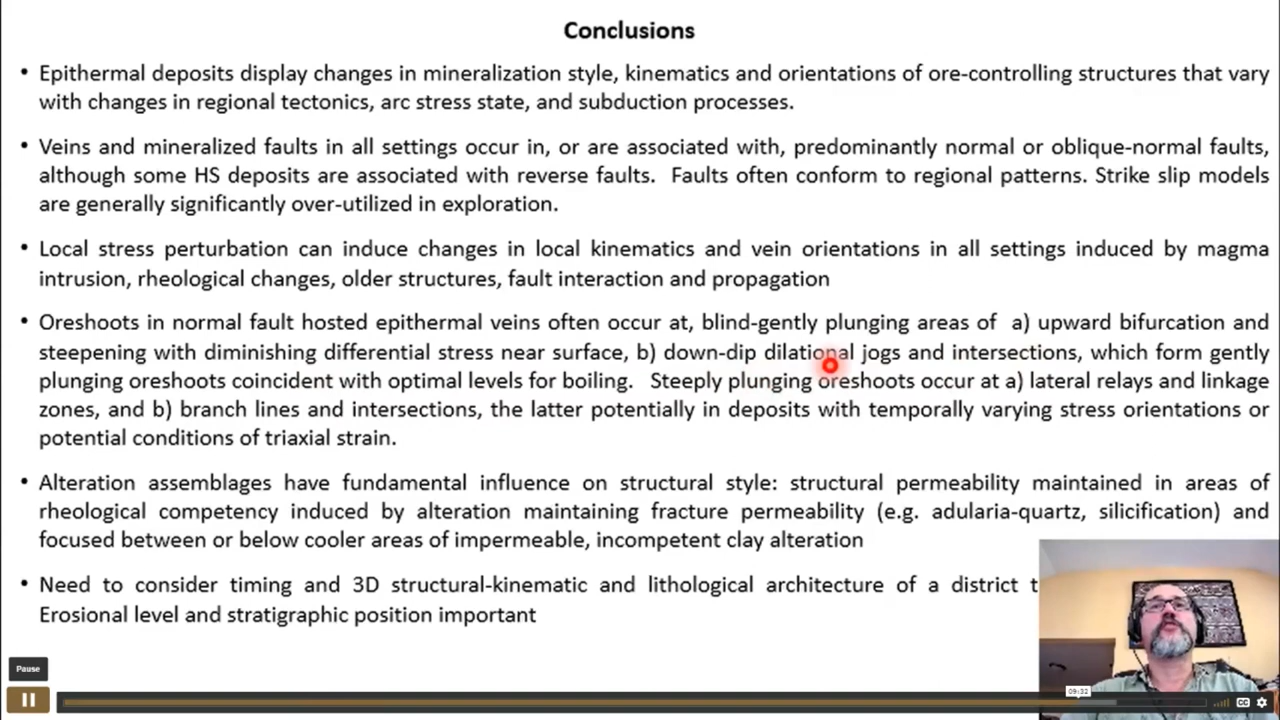 Conclusions
• Epithermal deposits display changes in mineralization style, kinematics and orientations of ore-controlling structures that vary
with changes in regional tectonics, arc stress state, and subduction processes.
• Veins and mineralized faults in all settings occur in, or are associated with, predominantly normal or oblique-normal faults,
although some HS deposits are associated with reverse faults. Faults often conform to regional patterns. Strike slip models
are generally significantly over-utilized in exploration.
• Local stress perturbation can induce changes in local kinematics and vein orientations in all settings induced by magma
intrusion, rheological changes, older structures, fault interaction and propagation
• Oreshoots in normal fault hosted epithermal veins often occur at, blind-gently plunging areas of a) upward bifurcation and
steepening with diminishing differential stress near surface, b) down-dip dilational jogs and intersections, which form gently
plunging oreshoots coincident with optimal levels for boiling. Steeply plunging oreshoots occur at a) lateral relays and linkage
zones, and b) branch lines and intersections, the latter potentially in deposits with temporally varying stress orientations or
potential conditions of triaxial strain.
• Alteration assemblages have fundamental influence on structural style: structural permeability maintained in areas of
rheological competency induced by alteration maintaining fracture permeability (e.g. adularia-quartz, silicification) and
focused between or below cooler areas of impermeable, incompetent clay alteration
• Need to consider timing and 3D structural-kinematic and lithological architecture of a district t
Erosional level and stratigraphic position important
Pause
09:32
CC